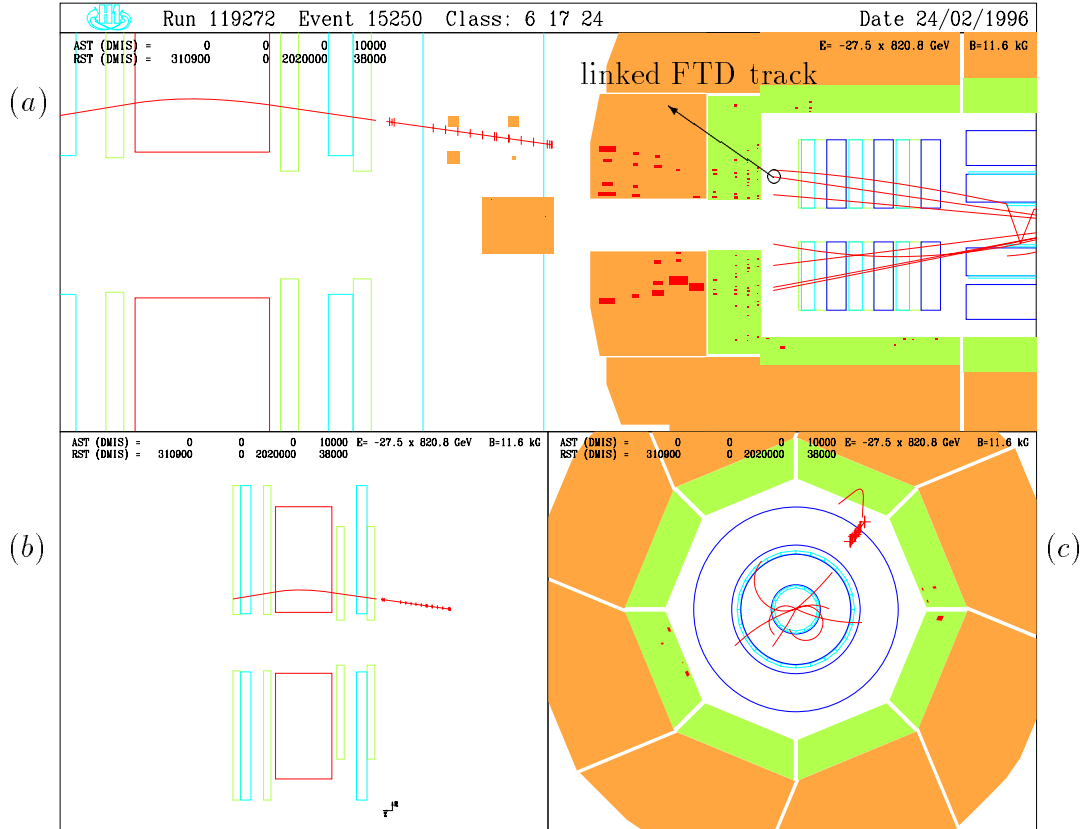 H1
Run 119272 Event 15250 Class: 6 17 24 Date 24/02/1996
AST (DMIS) = 0 0 0 10000
RST (DMIS) = 310900 0 2020000 38000
E= -27.5 x 820.8 GeV B=11.6 kG
linked FTD track
(a)
AST (DMIS) = 0 0 0 10000 E= -27.5 x 820.8 GeV B=11.6 kG
RST (DMIS) = 310900 0 2020000 38000
AST (DMIS) = 0 0 0 10000 E= -27.5 x 820.8 GeV B=11.6 kG
RST (DMIS) = 310900 0 2020000 38000
(b)
(c)